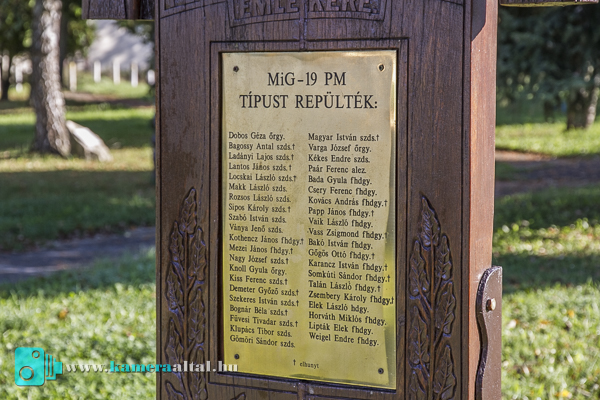 EMLÉKÉRE,
MiG-19 PM
TÍPUST REPÜLTÉK:
Dobos Géza őrgy.
Bagossy Antal szds.†
Ladányi Lajos szds.†
Lantos János szds.†
Locskai László szds.†
Makk László szds.
Rozsos László szds.
Sipos Károly szds.†
Szabó István szds.
Ványa Jenő szds.†
Kothencz János fhdgy.†
Mezei János fhdgy.†
Nagy József szds.†
Knoll Gyula őrgy.
Kiss Ferenc szds.†
Demeter Győző szds.†
Szekeres István szds.†
Bognár Béla szds.†
Füvesi Tivadar szds.†
Klupács Tibor szds.
Gömöri Sándor szds.
Magyar István szds.†
Varga József őrgy.
Kékes Endre szds.
Paár Ferenc alez.
Bada Gyula fhdgy.†
Csery Ferenc fhdgy.
Kovács András fhdgy.†
Papp János fhdgy.†
Vaik László fhdgy.
Vass Zsigmond fhdgy.†
Bakó István fhdgy.
Gőgös Ottó fhdgy.†
Karancz István fhdgy.
Somkúti Sándor fhdgy.†
Talán László fhdgy.†
Zsembery Károly fhdgy.†
Elek László hdgy.
Horváth Miklós fhdgy.
Lipták Elek fhdgy.
Weigel Endre fhdgy.
† elhunyt
www.kameraaltal.hu